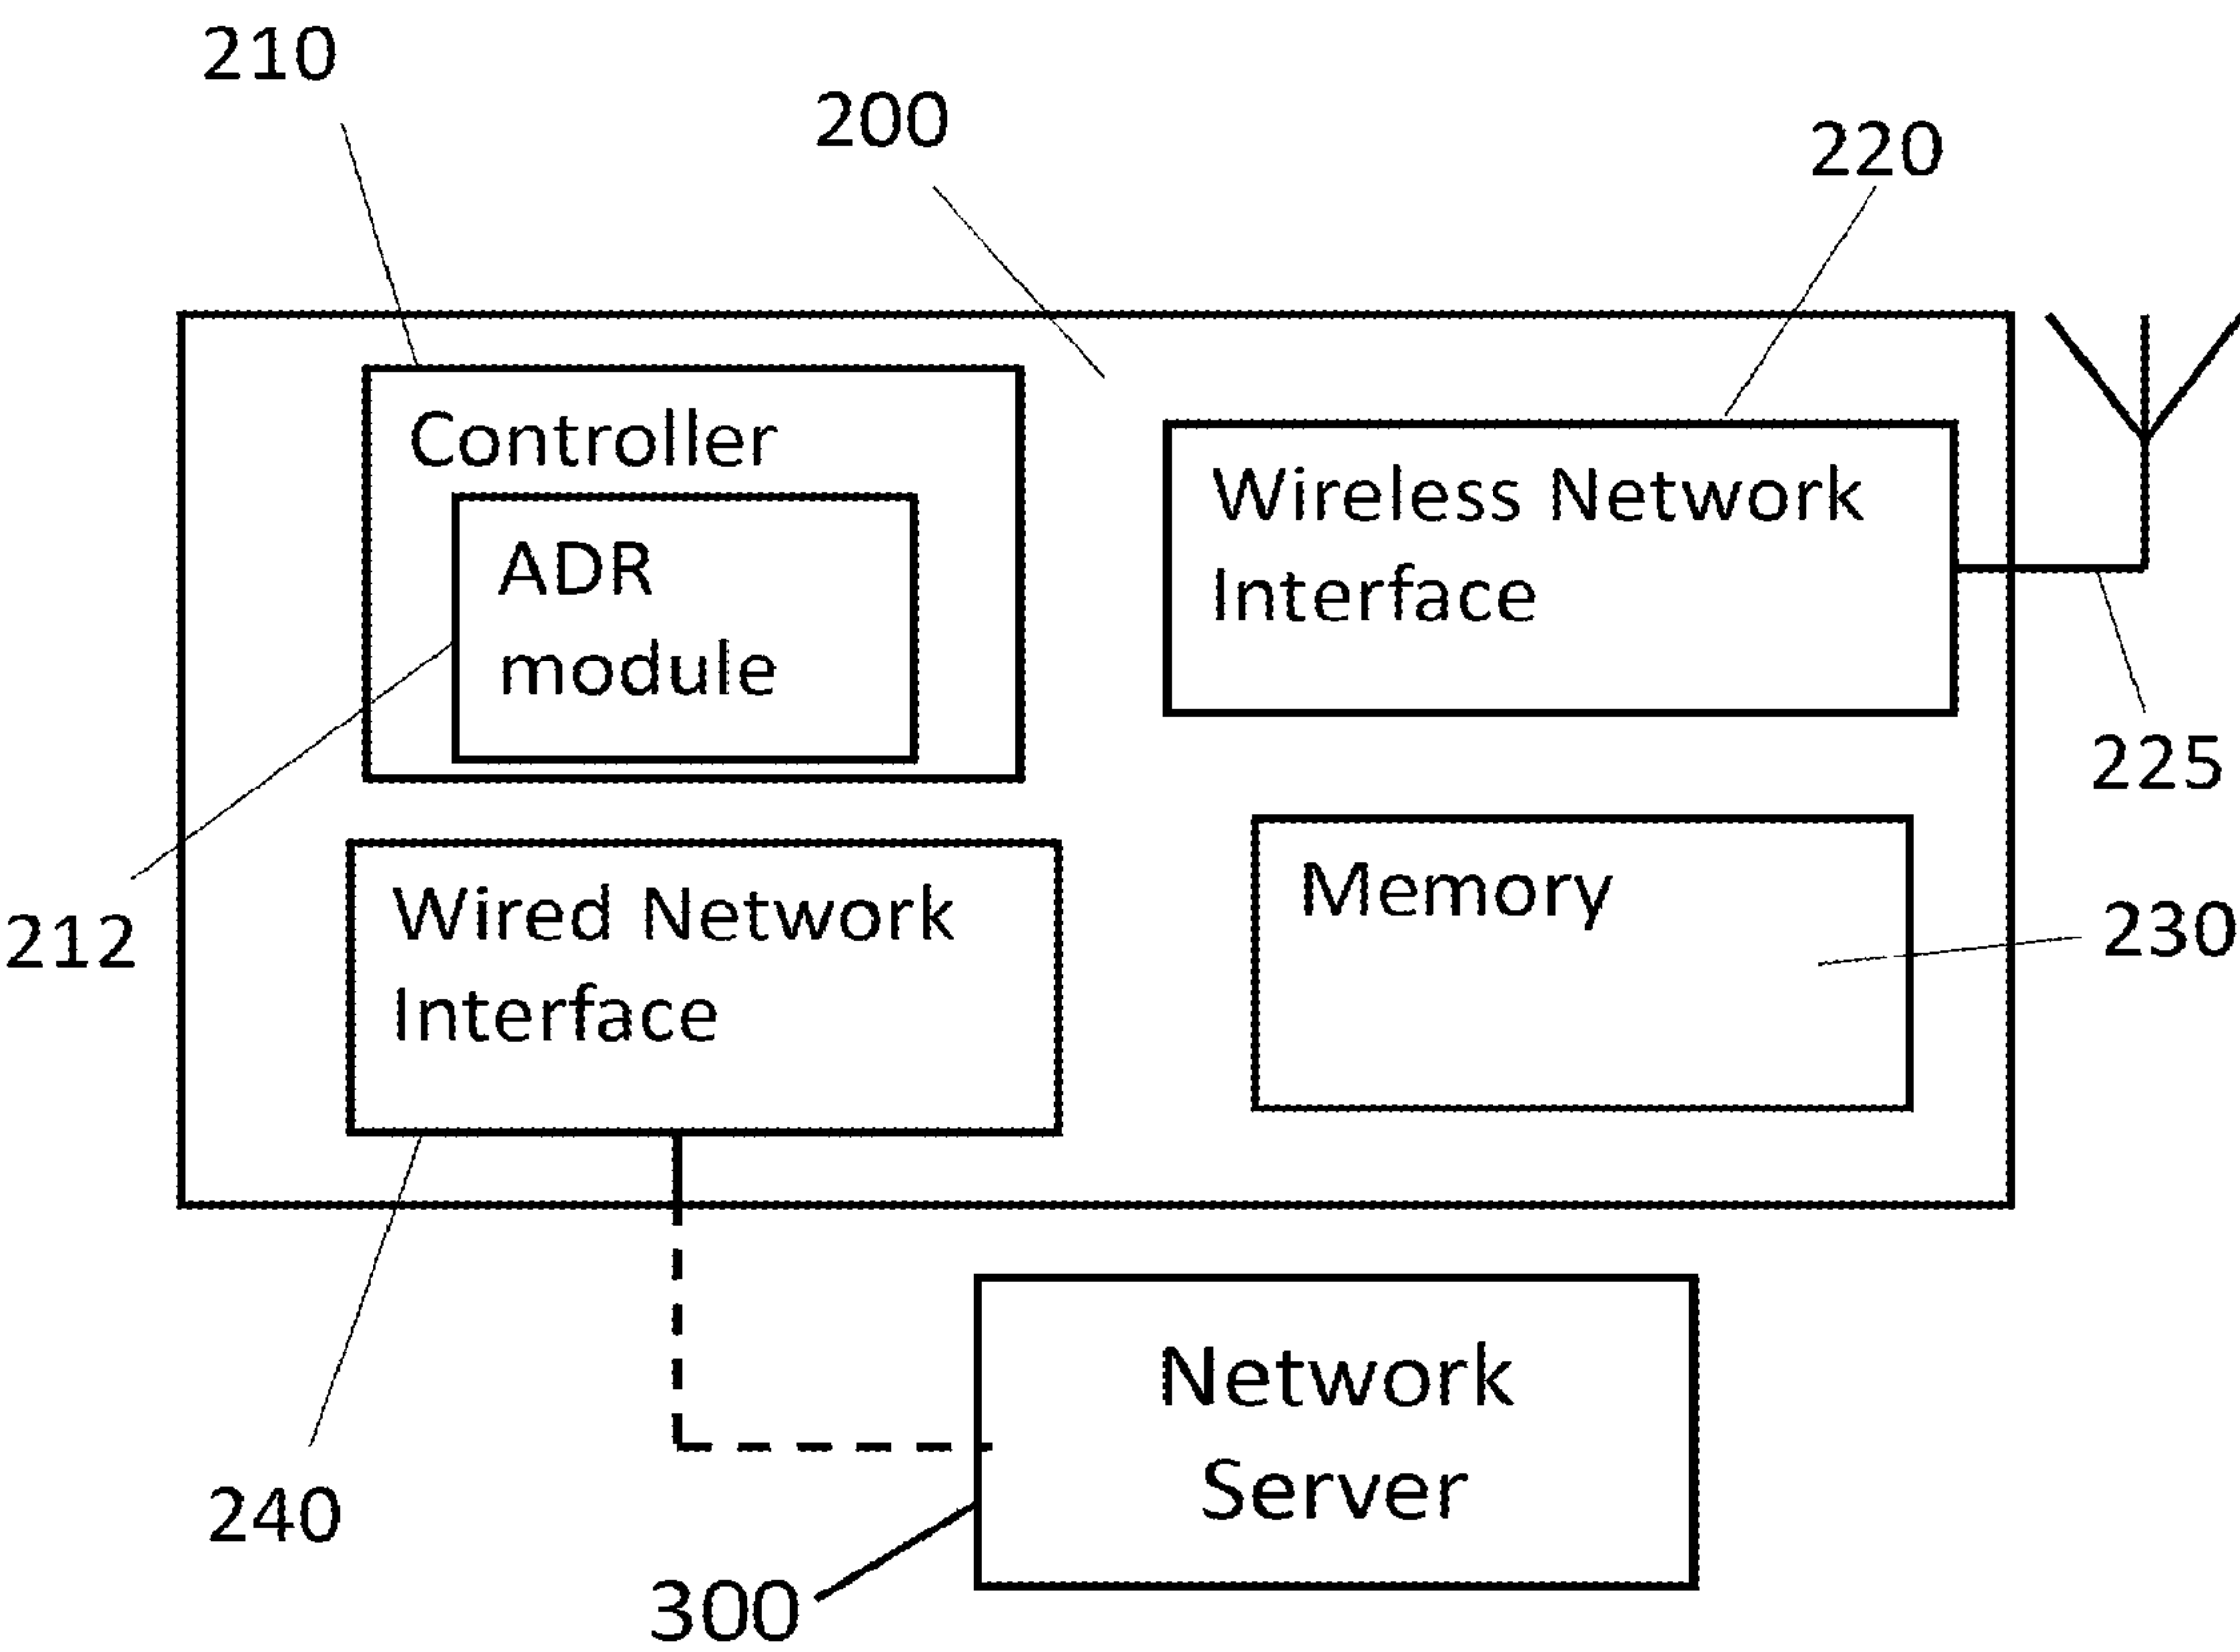 210
200
220
Controller
Wireless Network
Interface
ADR
module
225
Wired Network
Interface
Memory
212
230
240
Network
Server
300